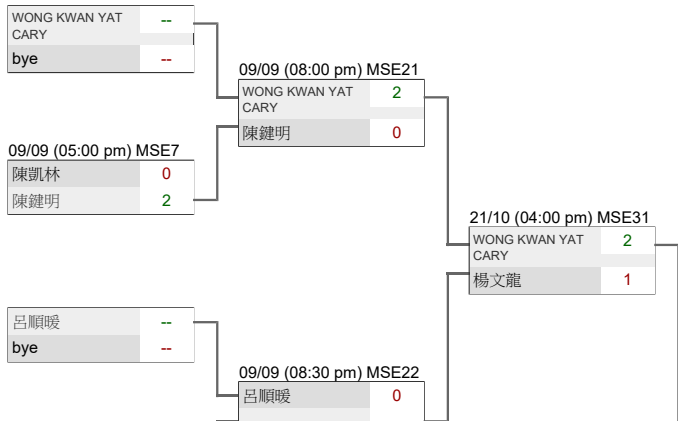 WONG KWAN YAT
CARY
--
bye
--
09/09 (08:00 pm) MSE21
WONG KWAN YAT
CARY
2
陳鍵明
0
09/09 (05:00 pm) MSE7
陳凱林
0
陳鍵明
2
21/10 (04:00 pm) MSE31
WONG KWAN YAT
CARY
2
楊文龍
1
呂順暖
--
bye
--
09/09 (08:30 pm) MSE22
呂順暖
0